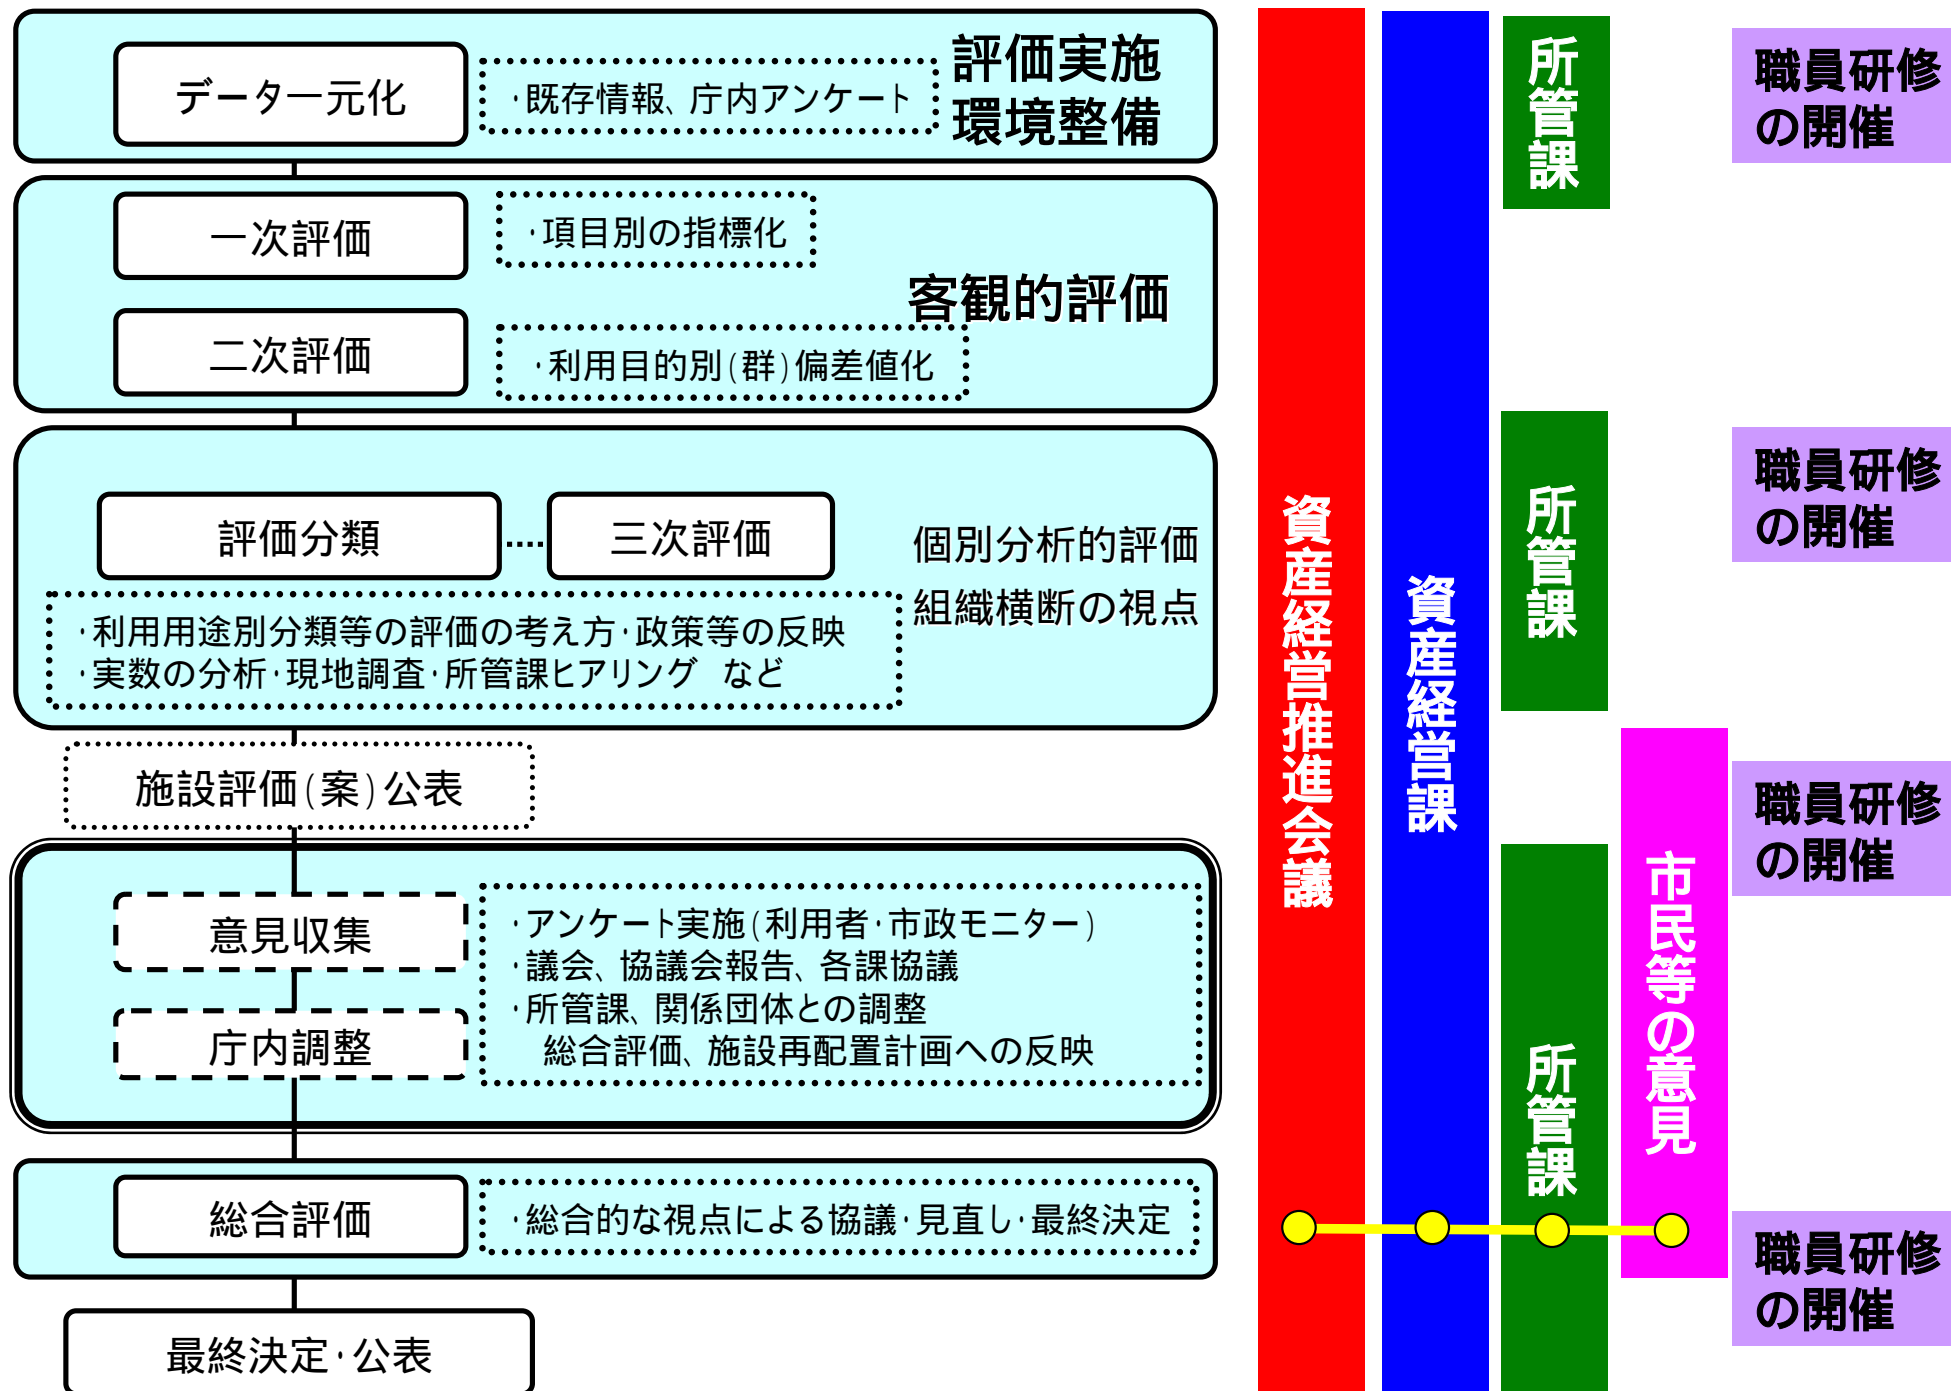 データ一元化
・既存情報、庁内アンケート
評価実施
環境整備
一次評価
・項目別の指標化
客観的評価
二次評価
・利用目的別(群)偏差値化
評価分類
三次評価
個別分析的評価
組織横断の視点
・利用用途別分類等の評価の考え方・政策等の反映
・実数の分析・現地調査・所管課ヒアリング など
施設評価(案)公表
意見収集
庁内調整
・アンケート実施(利用者・市政モニター)
・議会、協議会報告、各課協議
・所管課、関係団体との調整
総合評価、施設再配置計画への反映
総合評価
・総合的な視点による協議・見直し・最終決定
最終決定・公表
資産経営推進会議
資産経営課
所管課
所管課
所管課
市民等の意見
職員研修
の開催
職員研修
の開催
職員研修
の開催
職員研修
の開催